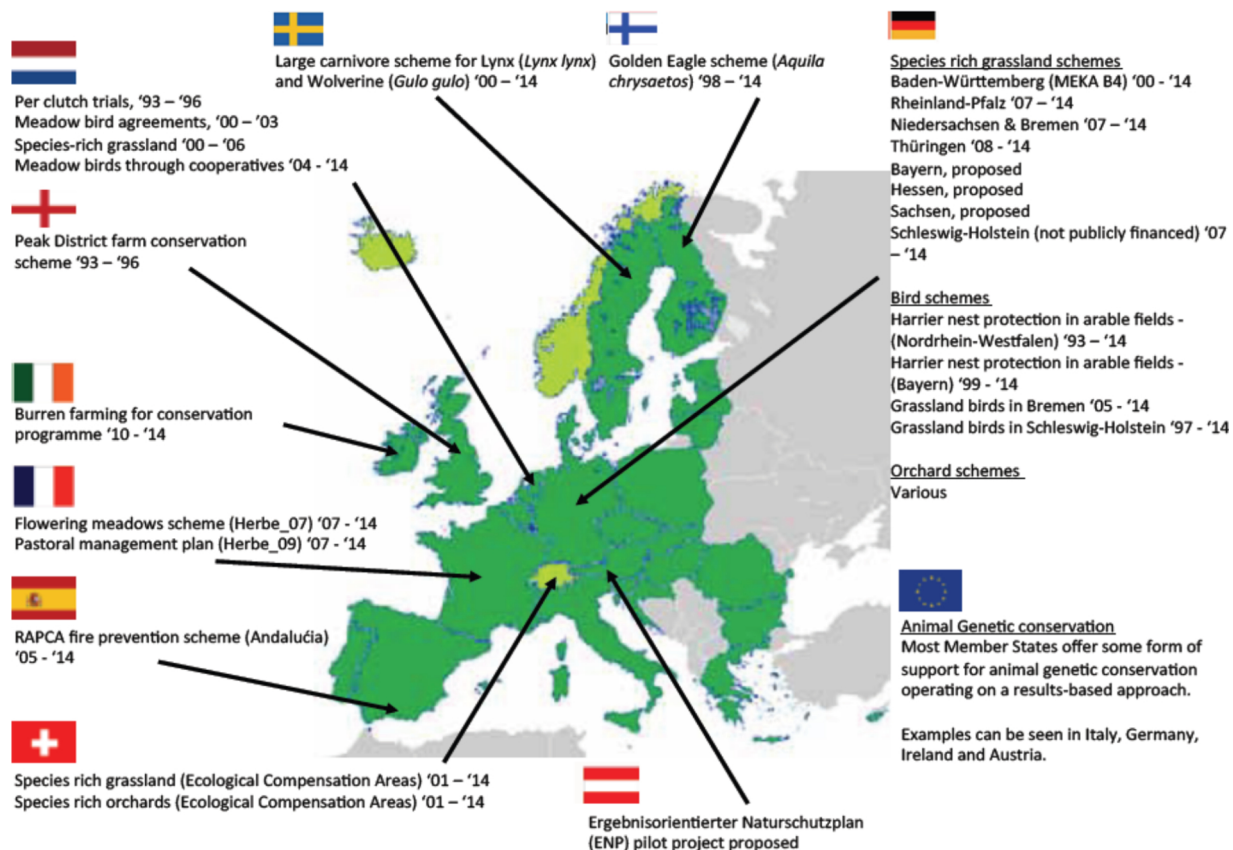 Per clutch trials, ‘93 – ‘96
Meadow bird agreements, ‘00 – ‘03
Species-rich grassland ‘00 – ‘06
Meadow birds through cooperatives ‘04 - ‘14
Peak District farm conservation
scheme ‘93 – ‘96
Burren farming for conservation
programme ‘10 - ‘14
Flowering meadows scheme (Herbe_07) ‘07 - ‘14
Pastoral management plan (Herbe_09) ‘07 - ‘14
RAPCA fire prevention scheme (Andalućia)
‘05 - ‘14
Species rich grassland (Ecological Compensation Areas) ‘01 – ‘14
Species rich orchards (Ecological Compensation Areas) ‘01 – ‘14
Large carnivore scheme for Lynx (Lynx lynx)
and Wolverine (Gulo gulo) ‘00 – ‘14
Golden Eagle scheme (Aquila
chrysaetos) ‘98 – ‘14
Species rich grassland schemes
Baden-Württemberg (MEKA B4) ‘00 - ‘14
Rheinland-Pfalz ‘07 – ‘14
Niedersachsen & Bremen ‘07 – ‘14
Thüringen ‘08 - ‘14
Bayern, proposed
Hessen, proposed
Sachsen, proposed
Schleswig-Holstein (not publicly financed) ‘07
– ‘14
Bird schemes
Harrier nest protection in arable fields -
(Nordrhein-Westfalen) ‘93 – ‘14
Harrier nest protection in arable fields -
(Bayern) ‘99 - ‘14
Grassland birds in Bremen ‘05 - ‘14
Grassland birds in Schleswig-Holstein ‘97 - ‘14
Orchard schemes
Various
Animal Genetic conservation
Most Member States offer some form of
support for animal genetic conservation
operating on a results-based approach.
Examples can be seen in Italy, Germany,
Ireland and Austria.
Ergebnisorientierter Naturschutzplan
(ENP) pilot project proposed